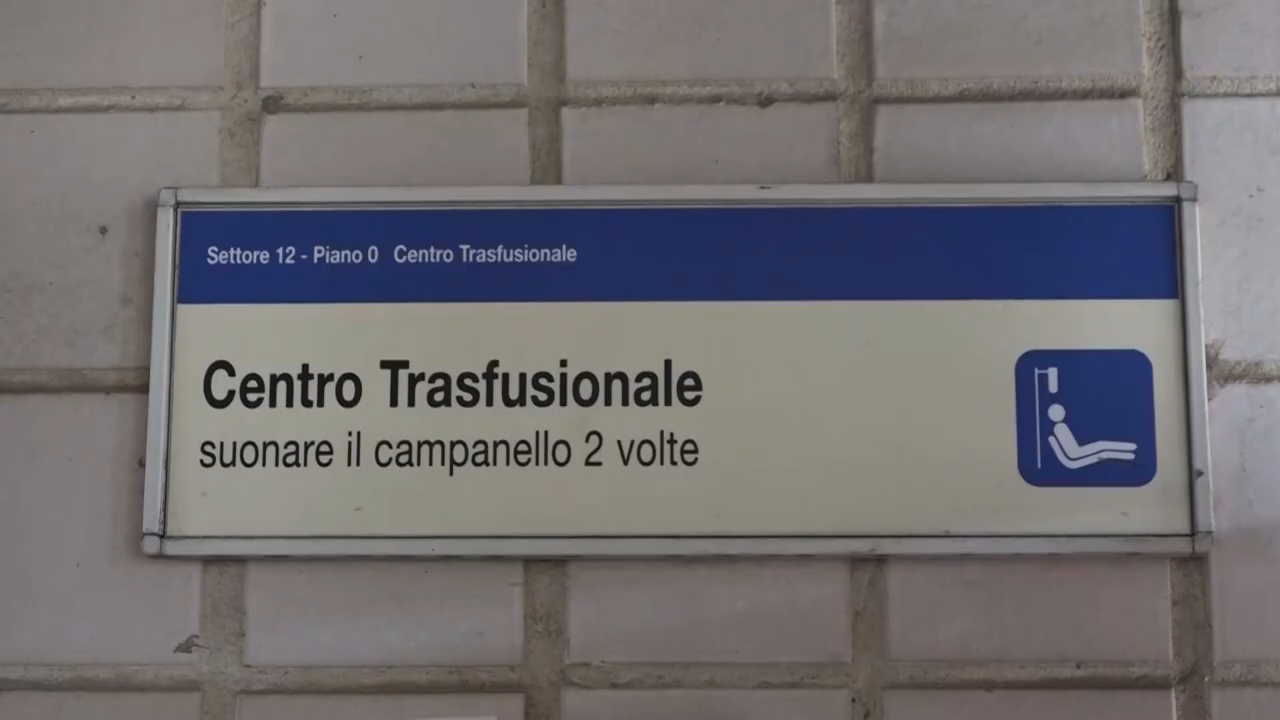 Settore 12 - Piano 0 Centro Trasfusionale
Centro Trasfusionale
suonare il campanello 2 volte